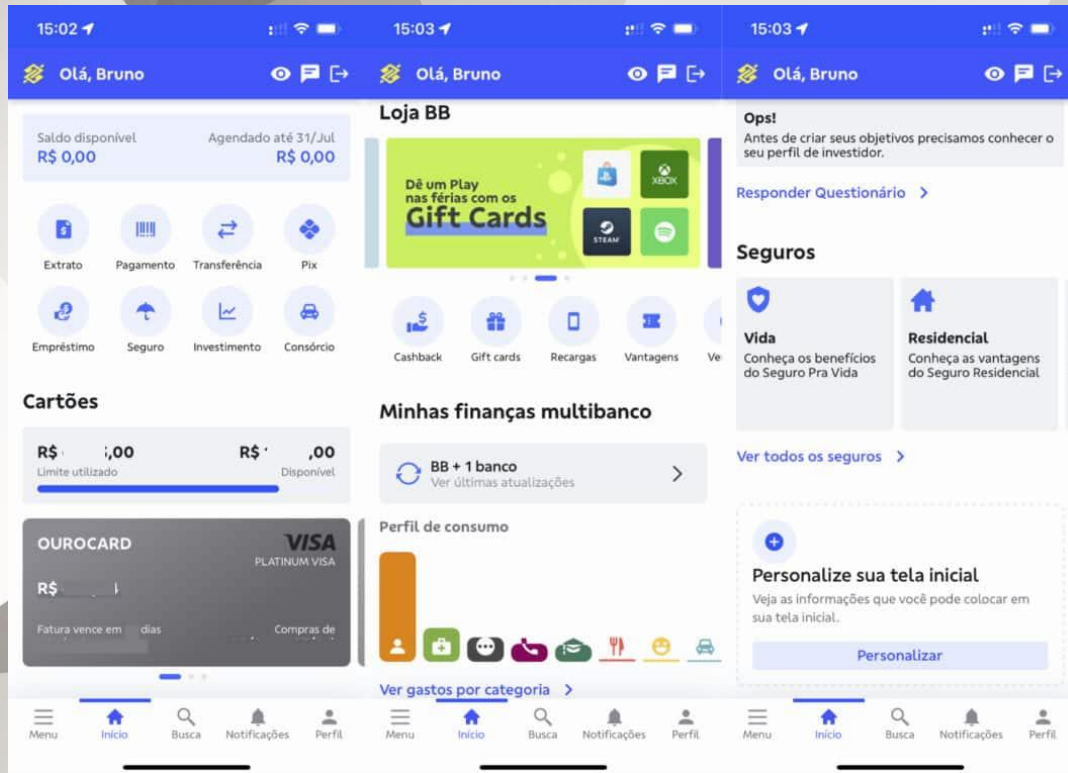 15:02
Olá, Bruno
Saldo disponível
Agendado até 31/Jul
R$ 0,00
R$ 0,00
Extrato
Pagamento
Transferência
Pix
Empréstimo
Seguro
Investimento
Consórcio
Cartões
R$ ,00
R$ ,00
Limite utilizado
Disponível
OUROCARD
VISA
PLATINUM VISA
R$
Fatura vence em dias
Compras de
Menu
Início
Busca
Notificações
Perfil
15:03
Olá, Bruno
Loja BB
Dê um Play
nas férias com os
Gift Cards
XBOX
STEAM
Cashback
Gift cards
Recargas
Vantagens
Ve
Minhas finanças multibanco
BB + 1 banco
Ver últimas atualizações
Perfil de consumo
Ver gastos por categoria
Menu
Início
Busca
Notificações
Perfil
15:03
Olá, Bruno
Ops!
Antes de criar seus objetivos precisamos conhecer o
seu perfil de investidor.
Responder Questionário
Seguros
Vida
Conheça os benefícios
do Seguro Pra Vida
Residencial
Conheça as vantagens
do Seguro Residencial
Ver todos os seguros
Personalize sua tela inicial
Veja as informações que você pode colocar em
sua tela inicial.
Personalizar
Menu
Início
Busca
Notificações
Perfil